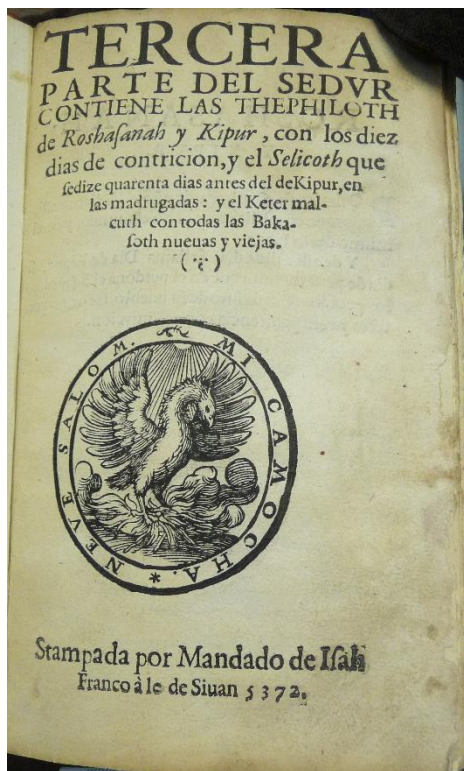 TERCERA
PARTE DEL SEDVR
CONTIENE LAS THEPHILOTH
de Roshaſanah y Kipur, con los diez
dias de contricion, y el Selicoth que
ſedize quarenta dias antes del deKipur, en
las madrugadas: y el Keter mal-
cuth con todas las Baka-
ſoth nueuas y viejas.
NEVE SALOM. MI CAMOCHA.
Stampada por Mandado de Iſah
Franco à le de Siuan 5372.